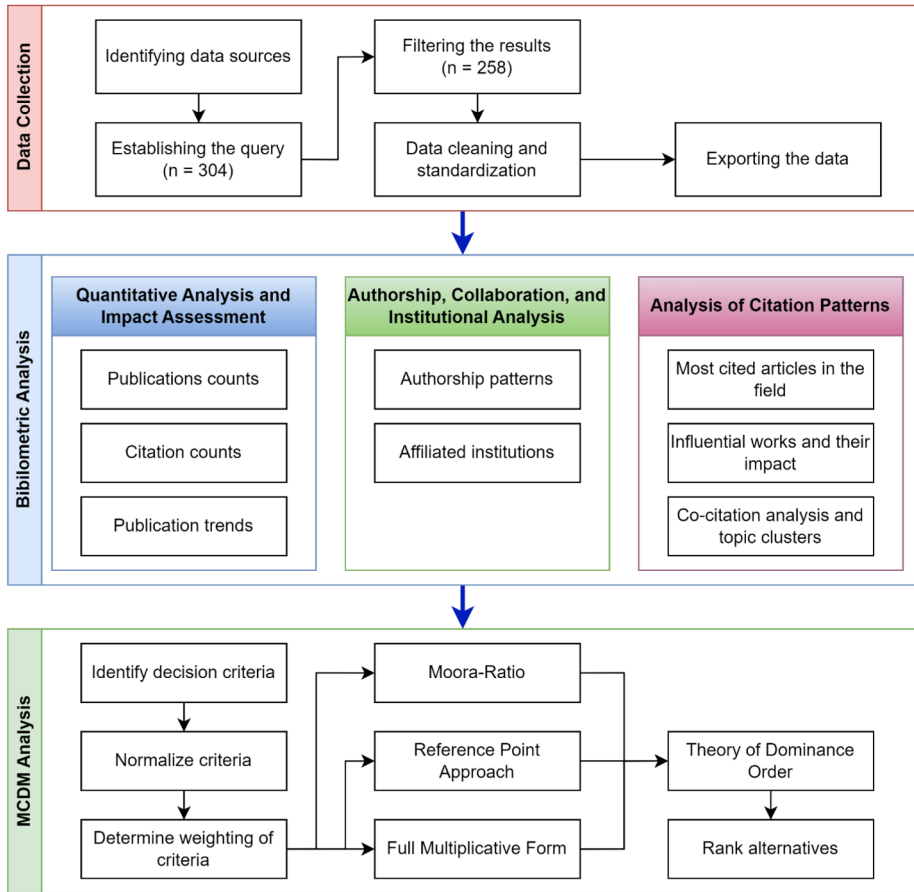 Data Collection
Identifying data sources
Establishing the query
(n = 304)
Filtering the results
(n = 258)
Data cleaning and
standardization
Exporting the data
Bibilometric Analysis
Quantitative Analysis and
Impact Assessment
Publications counts
Citation counts
Publication trends
Authorship, Collaboration, and
Institutional Analysis
Authorship patterns
Affiliated institutions
Analysis of Citation Patterns
Most cited articles in the
field
Influential works and their
impact
Co-citation analysis and
topic clusters
MCDM Analysis
Identify decision criteria
Normalize criteria
Determine weighting of
criteria
Moora-Ratio
Reference Point
Approach
Full Multiplicative Form
Theory of Dominance
Order
Rank alternatives